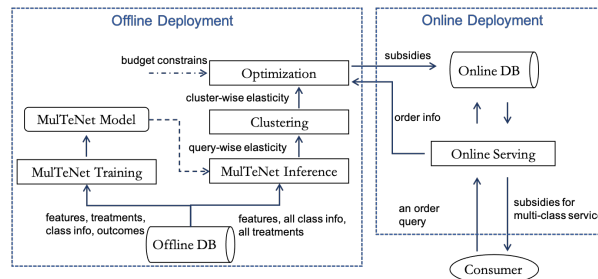 Offline Deployment
Online Deployment
budget constrains
subsidies
Optimization
Online DB
cluster-wise elasticity
order info
MulTeNet Model
Clustering
query-wise elasticity
Online Serving
MulTeNet Training
MulTeNet Inference
features, treatments,
class info, outcomes
features, all class info,
all treatments
an order
query
subsidies for
multi-class service
Offline DB
Consumer